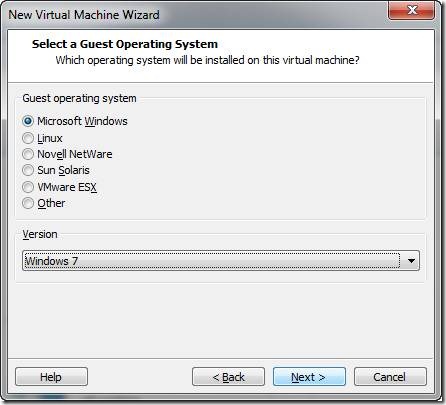 New Virtual Machine Wizard
Select a Guest Operating System
Which operating system will be installed on this virtual machine?
Guest operating system
Microsoft Windows
Linux
Novell NetWare
Sun Solaris
VMware ESX
Other
Version
Windows 7
Help
< Back
Next >
Cancel